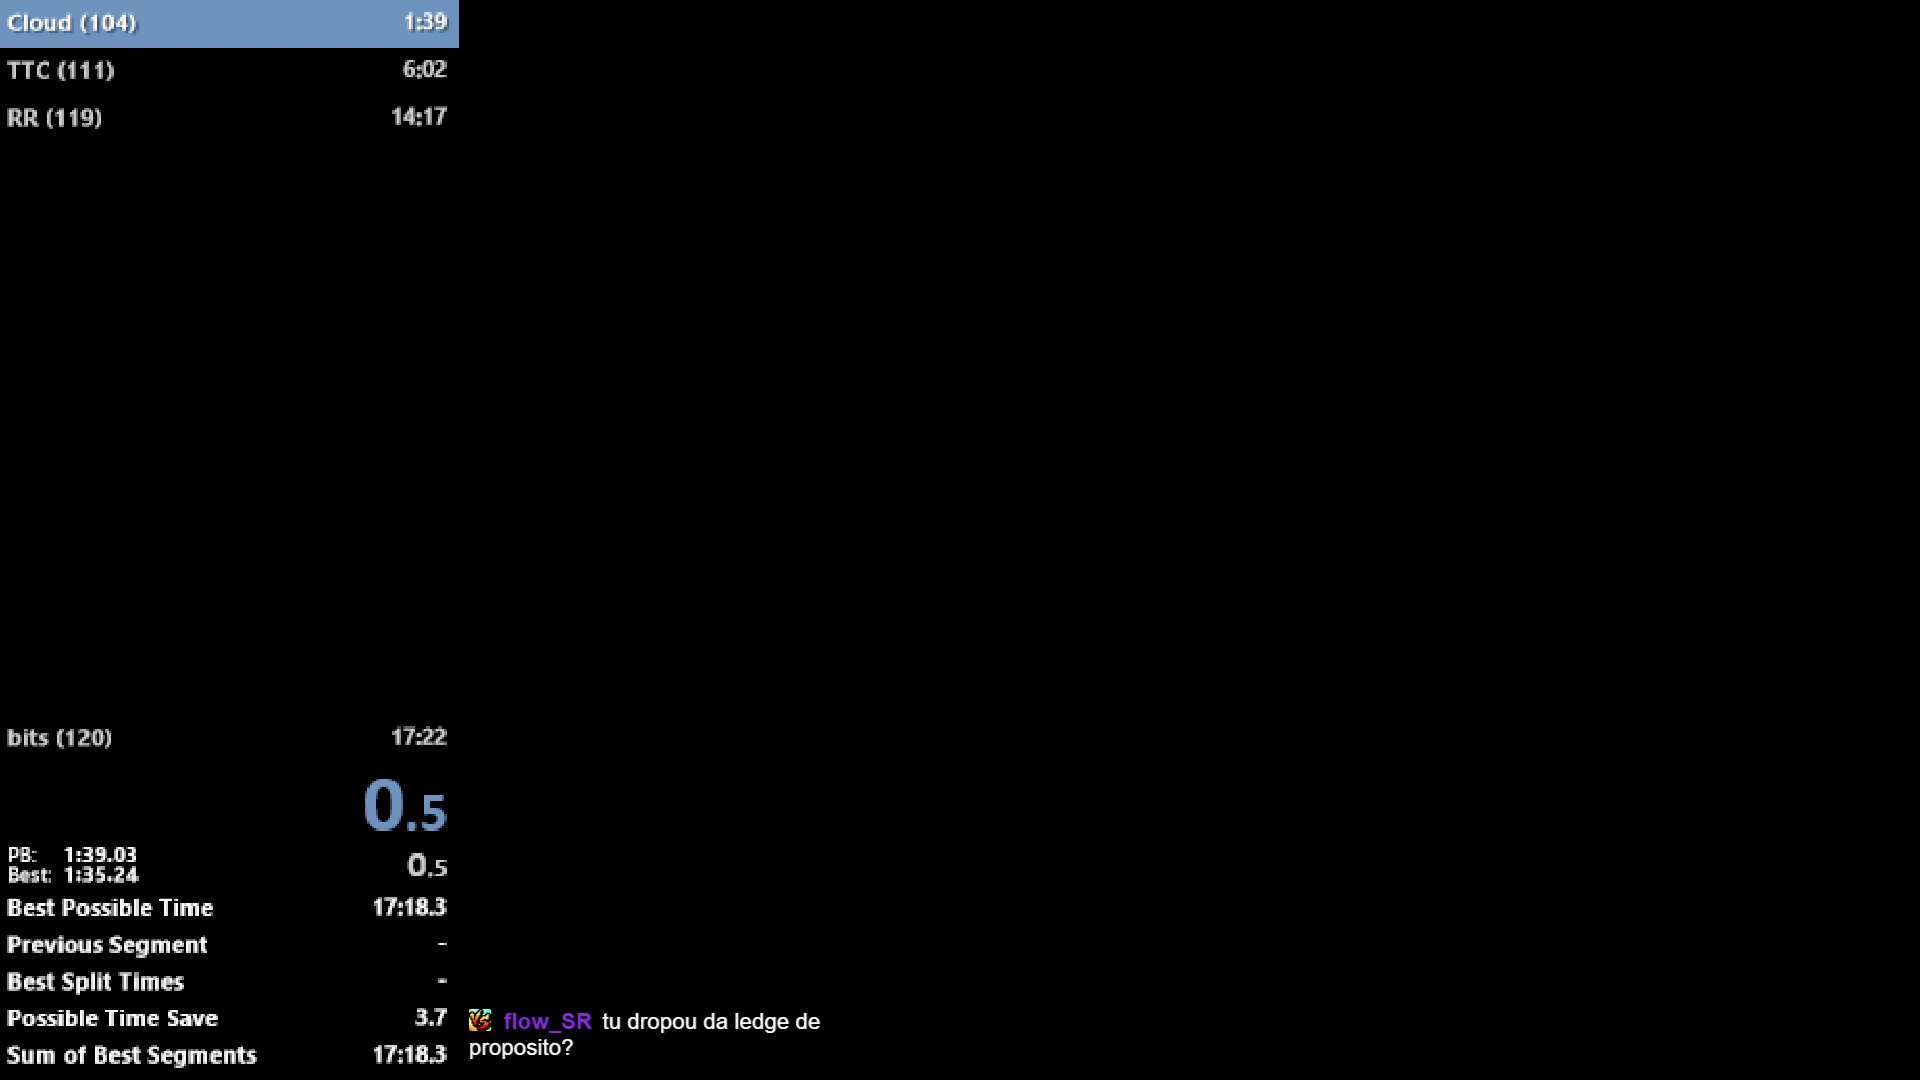 Cloud (104) 1:39
TTC (111) 6:02
RR (119) 14:17
bits (120) 17:22
0.5
PB: 1:39.03
Best: 1:35.24
0.5
Best Possible Time 17:18.3
Previous Segment -
Best Split Times -
Possible Time Save 3.7
Sum of Best Segments 17:18.3
flow_SR tu dropou da ledge de
proposito?